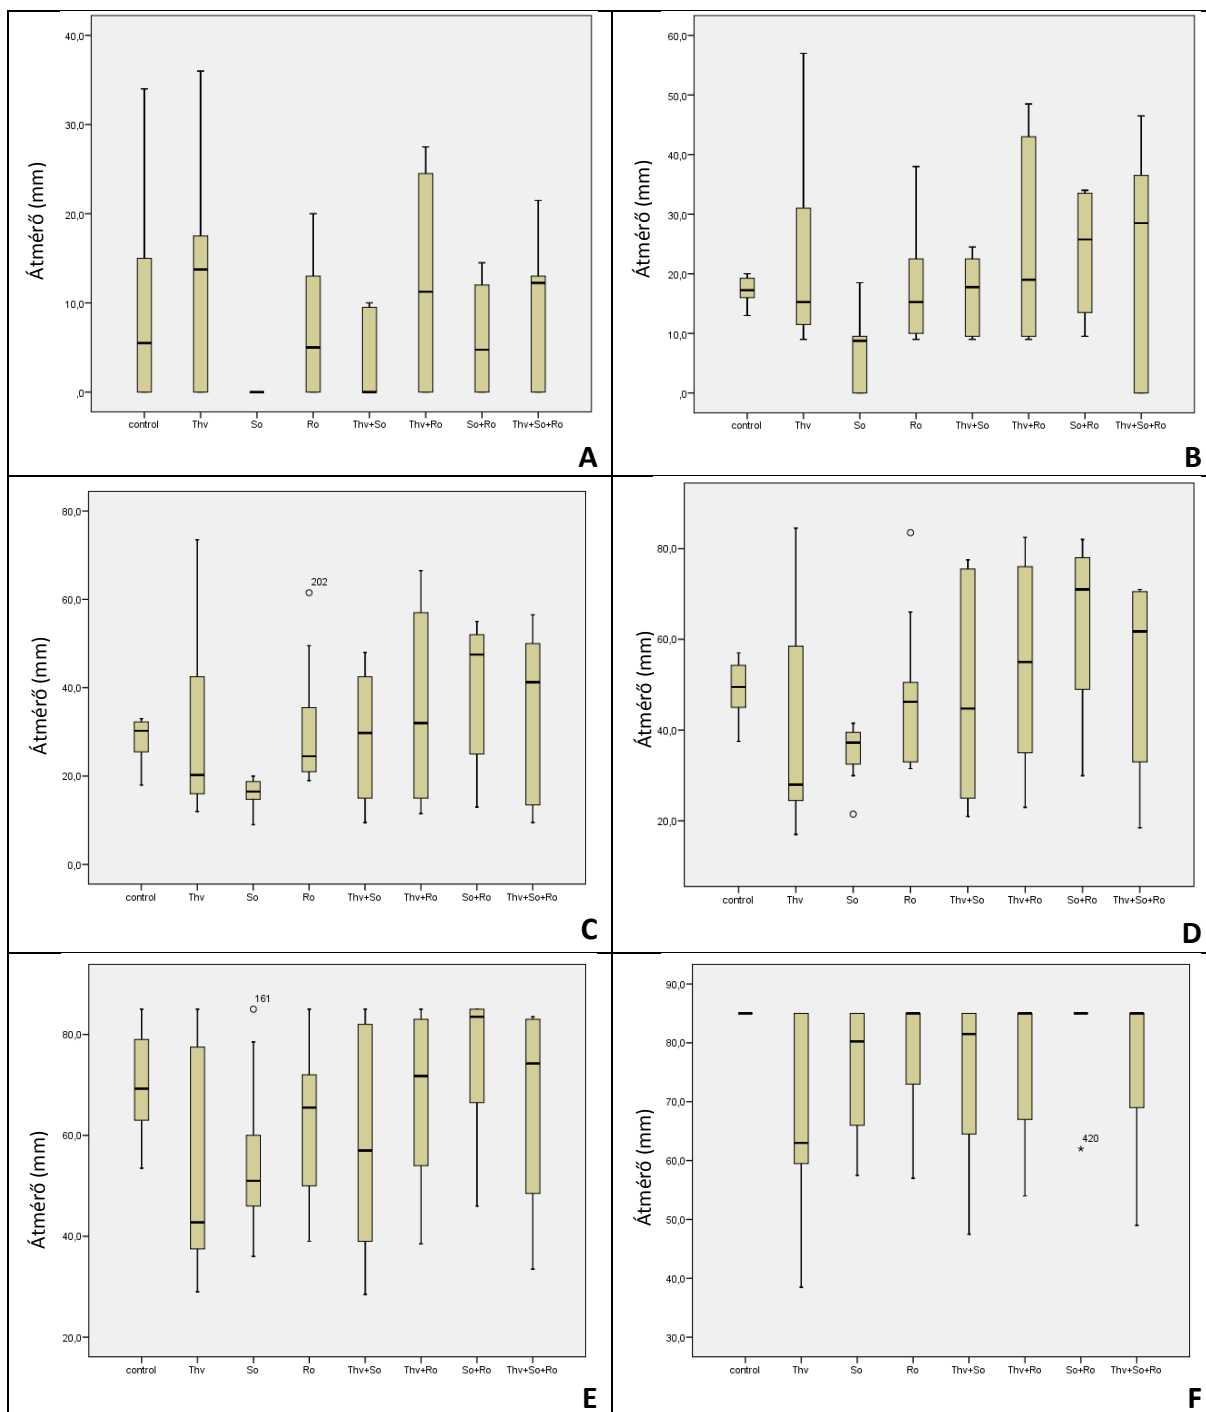 Átmérő (mm)
40,0
30,0
20,0
10,0
,0
control Thv So Ro Thv+So Thv+Ro So+Ro Thv+So+Ro
A
Átmérő (mm)
60,0
50,0
40,0
30,0
20,0
10,0
,0
control Thv So Ro Thv+So Thv+Ro So+Ro Thv+So+Ro
B
Átmérő (mm)
80,0
60,0
40,0
20,0
0,0
202
control Thv So Ro Thv+So Thv+Ro So+Ro Thv+So+Ro
C
Átmérő (mm)
80,0
60,0
40,0
20,0
control Thv So Ro Thv+So Thv+Ro So+Ro Thv+So+Ro
D
Átmérő (mm)
80,0
60,0
40,0
20,0
161
control Thv So Ro Thv+So Thv+Ro So+Ro Thv+So+Ro
E
Átmérő (mm)
90,0
80,0
70,0
60,0
50,0
40,0
30,0
420
control Thv So Ro Thv+So Thv+Ro So+Ro Thv+So+Ro
F